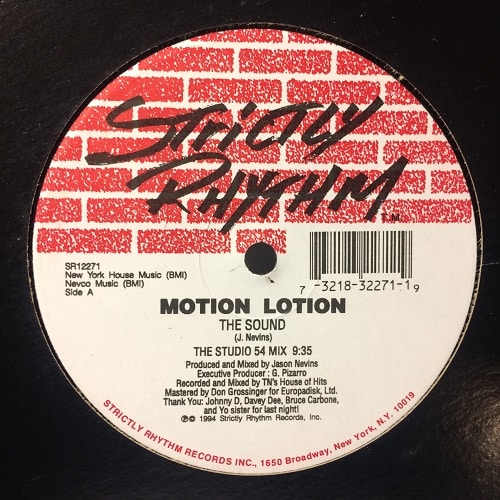 STRICTLY
RHYTHM T.M.
SR12271
New York House Music (BMI)
Nevco Music (BMI)
Side A
7 -3218-32271-1 9
MOTION LOTION
THE SOUND
(J. Nevins)
THE STUDIO 54 MIX 9:35
Produced and Mixed by Jason Nevins
Executive Producer : G. Pizarro
Recorded and Mixed by TN's House of Hits
Mastered by Don Grossinger for Europadisk, Ltd.
Thank You: Johnny D, Davey Dee, Bruce Carbone,
and Yo sister for last night!
℗© 1994 Strictly Rhythm Records, Inc.
STRICTLY RHYTHM RECORDS INC., 1650 Broadway, New York, N.Y. 10019